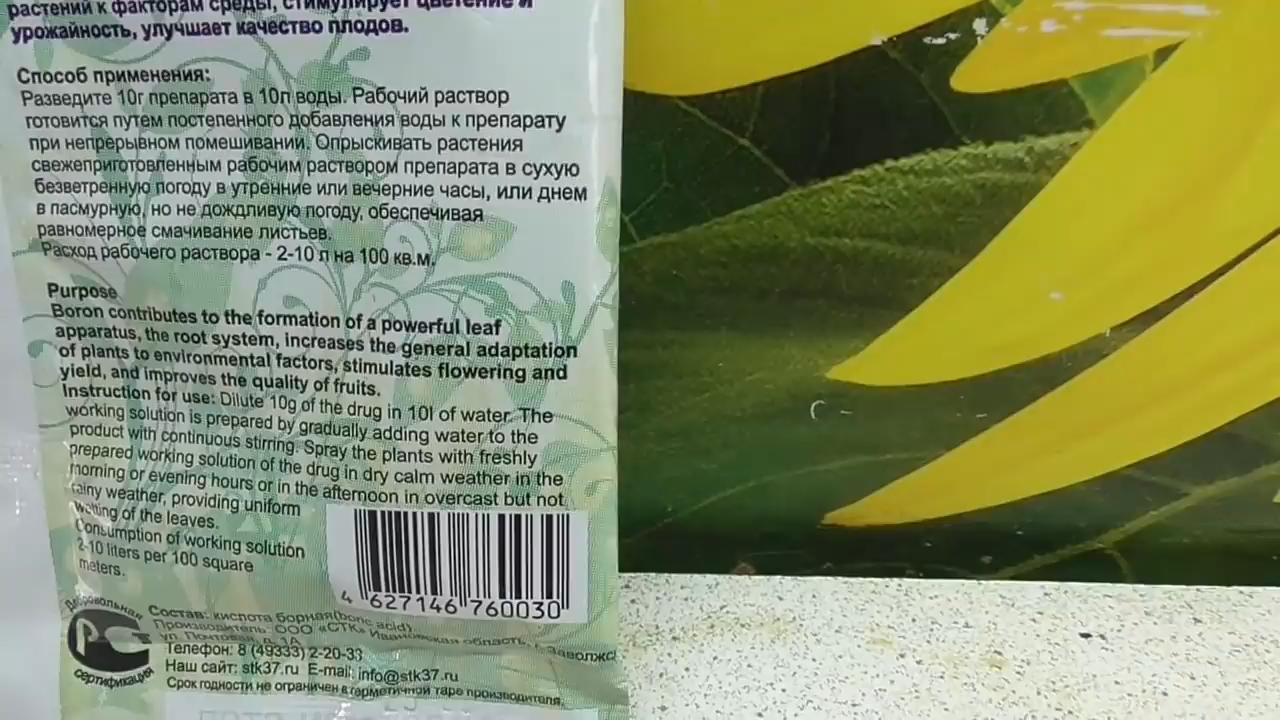 растений к факторам среды, стимулирует цветение и
урожайность, улучшает качество плодов.
Способ применения:
Разведите 10г препарата в 10л воды. Рабочий раствор
готовится путем постепенного добавления воды к препарату
при непрерывном помешивании. Опрыскивать растения
свежеприготовленным рабочим раствором препарата в сухую
безветренную погоду в утренние или вечерние часы, или днем
в пасмурную, но не дождливую погоду, обеспечивая
равномерное смачивание листьев.
Расход рабочего раствора - 2-10 л на 100 кв.м.
Purpose
Boron contributes to the formation of a powerful leaf
apparatus, the root system, increases the general adaptation
of plants to environmental factors, stimulates flowering and
yield, and improves the quality of fruits.
Instruction for use: Dilute 10g of the drug in 10l of water. The
working solution is prepared by gradually adding water to the
product with continuous stirring. Spray the plants with freshly
prepared working solution of the drug in dry calm weather in the
morning or evening hours or in the afternoon in overcast but not
rainy weather, providing uniform
wetting of the leaves.
Consumption of working solution
2-10 liters per 100 square
meters.
4 627146 760030
Добровольная
РСТ
сертификация
Состав: кислота борная(boric acid)
Производитель: ООО «СТК» Ивановская область, г. Заволжск
ул. Почтовая, д. 1А
Телефон: 8 (49333) 2-20-33
Наш сайт: stk37.ru E-mail: info@stk37.ru
Срок годности не ограничен в герметичной таре производителя.